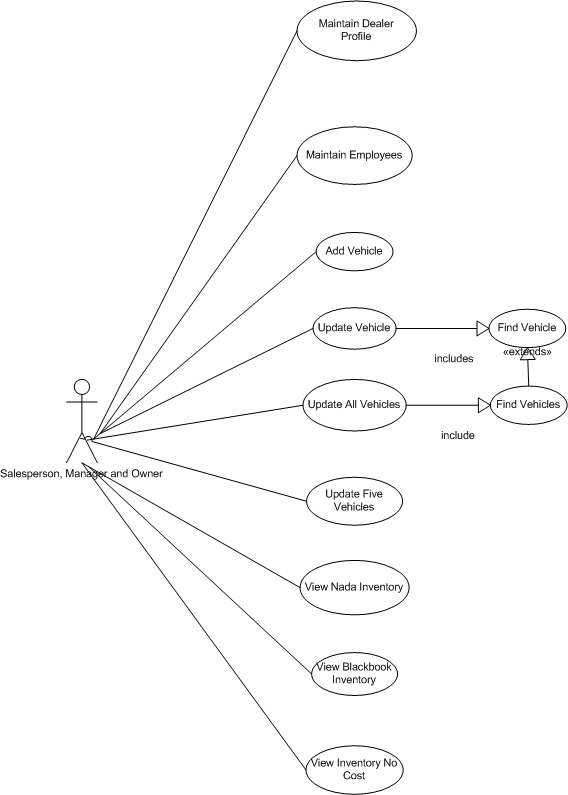 Maintain Dealer
Profile
Maintain Employees
Add Vehicle
Update Vehicle
Find Vehicle
includes
«extends»
Update All Vehicles
Find Vehicles
include
Salesperson, Manager and Owner
Update Five
Vehicles
View Nada Inventory
View Blackbook
Inventory
View Inventory No
Cost